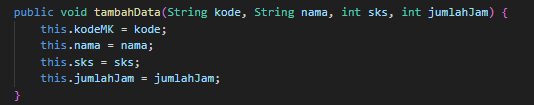 public void tambahData(String kode, String nama, int sks, int jumlahJam) {
    this.kodeMK = kode;
    this.nama = nama;
    this.sks = sks;
    this.jumlahJam = jumlahJam;
}